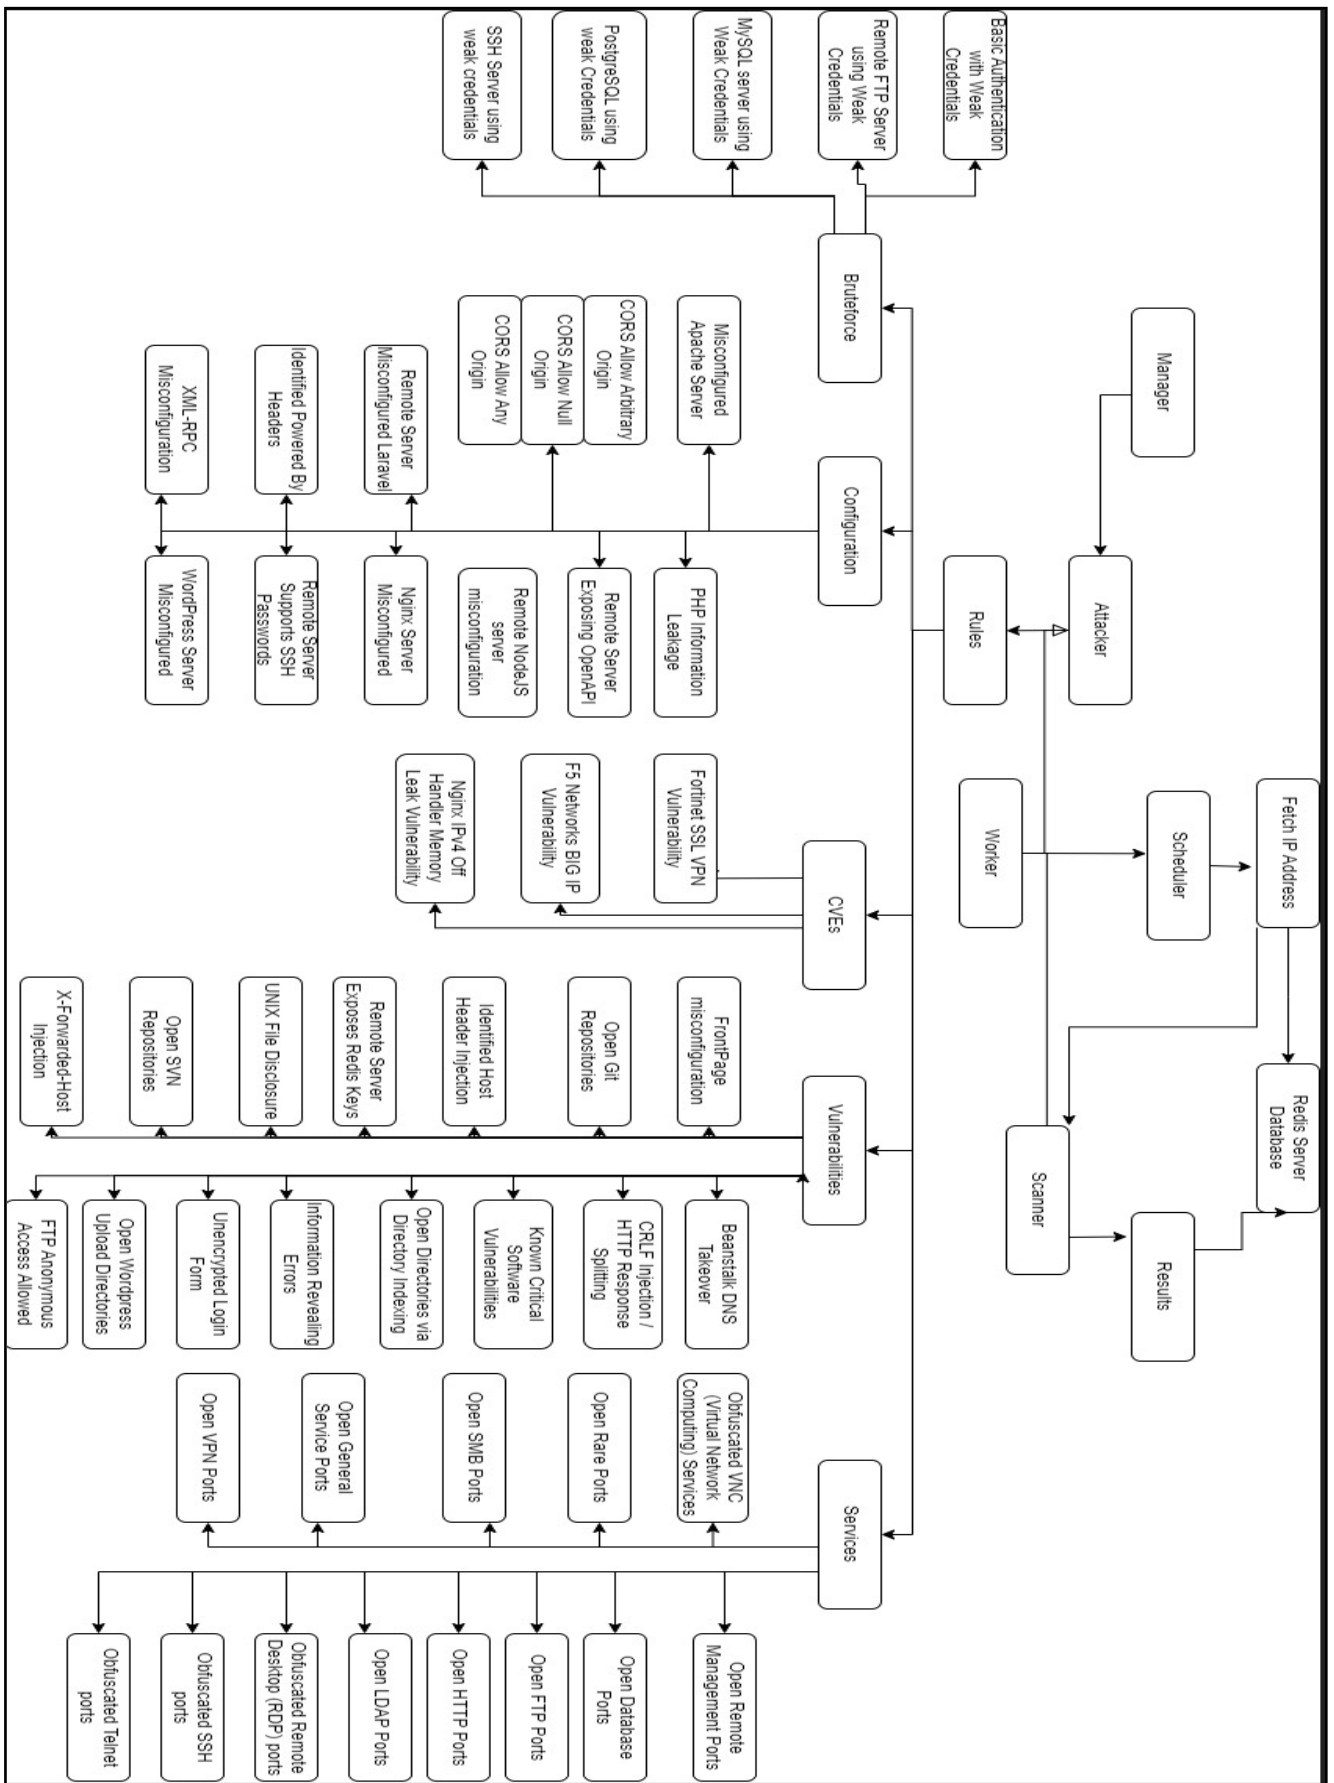 Fetch IP Address
Redis Server
Database
Manager
Scheduler
Results
Attacker
Worker
Scanner
Rules
Bruteforce
Configuration
CVEs
Vulnerabilities
Services
Basic Authentication
with Weak
Credentials
Remote FTP Server
using Weak
Credentials
MySQL server using
Weak Credentials
PostgreSQL using
weak Credentials
SSH Server using
weak credentials
Misconfigured
Apache Server
CORS Allow Arbitrary
Origin
CORS Allow Null
Origin
CORS Allow Any
Origin
Remote Server
Misconfigured Laravel
Identified Powered By
Headers
XML-RPC
Misconfiguration
PHP Information
Leakage
Remote Server
Exposing OpenAPI
Remote NodeJS
server
misconfiguration
Nginx Server
Misconfigured
Remote Server
Supports SSH
Passwords
WordPress Server
Misconfigured
Fortinet SSL VPN
Vulnerability
F5 Networks BIG IP
Vulnerability
Nginx IPv4 Off
Handler Memory
Leak Vulnerability
FrontPage
misconfiguration
Open Git
Repositories
Identified Host
Header Injection
Remote Server
Exposes Redis Keys
UNIX File Disclosure
Open SVN
Repositories
X-Forwarded-Host
Injection
Beanstalk DNS
Takeover
CRLF Injection /
HTTP Response
Splitting
Known Critical
Software
Vulnerabilities
Open Directories via
Directory Indexing
Information Revealing
Errors
Unencrypted Login
Form
Open Wordpress
Upload Directories
FTP Anonymous
Access Allowed
Obfuscated VNC
(Virtual Network
Computing) Services
Open Rare Ports
Open SMB Ports
Open General
Service Ports
Open VPN Ports
Open Remote
Management Ports
Open Database
Ports
Open FTP Ports
Open HTTP Ports
Open LDAP Ports
Obfuscated Remote
Desktop (RDP) ports
Obfuscated SSH
ports
Obfuscated Telnet
ports